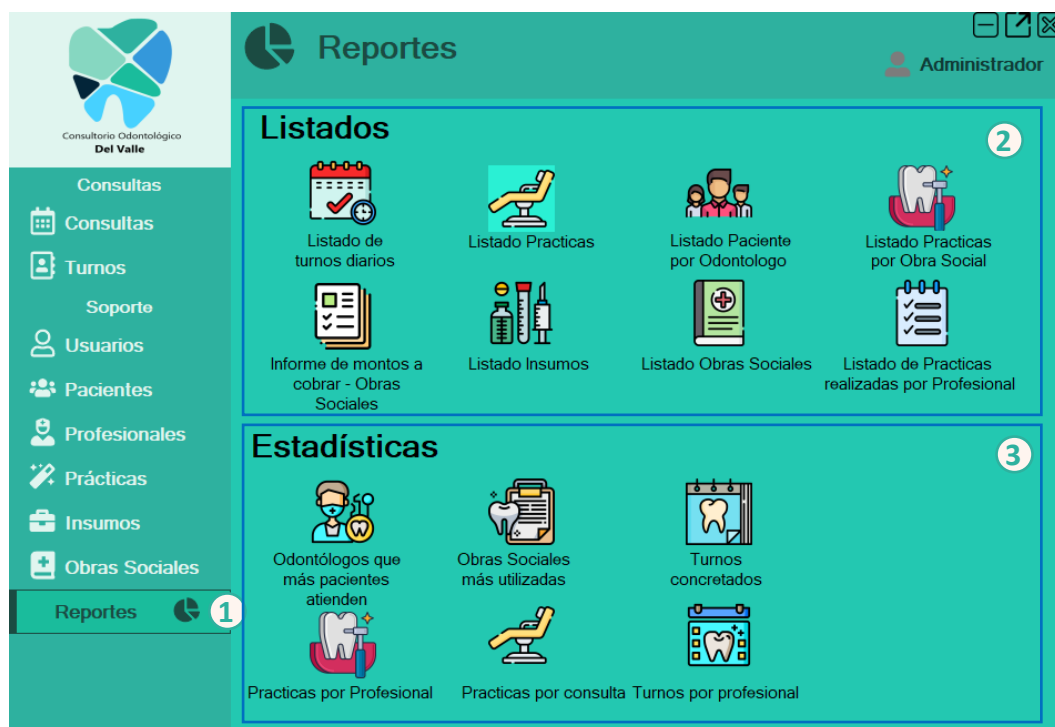 Consultorio Odontológico
Del Valle
Reportes
Administrador
Consultas
Consultas
Turnos
Soporte
Usuarios
Pacientes
Profesionales
Prácticas
Insumos
Obras Sociales
Reportes
1
Listados
2
Listado de
turnos diarios
Listado Practicas
Listado Paciente
por Odontologo
Listado Practicas
por Obra Social
Informe de montos a
cobrar - Obras
Sociales
Listado Insumos
Listado Obras Sociales
Listado de Practicas
realizadas por Profesional
Estadísticas
3
Odontólogos que
más pacientes
atienden
Obras Sociales
más utilizadas
Turnos
concretados
Practicas por Profesional
Practicas por consulta
Turnos por profesional